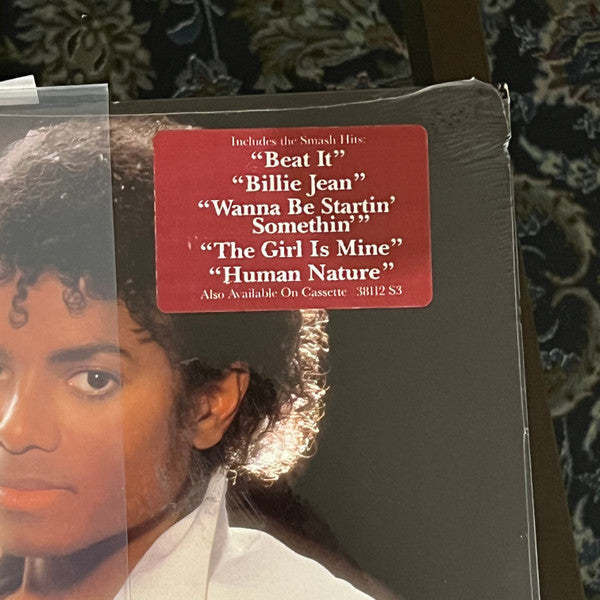 Includes the Smash Hits:
“Beat It”
“Billie Jean”
“Wanna Be Startin’
Somethin’”
“The Girl Is Mine”
“Human Nature”
Also Available On Cassette 38112 S3